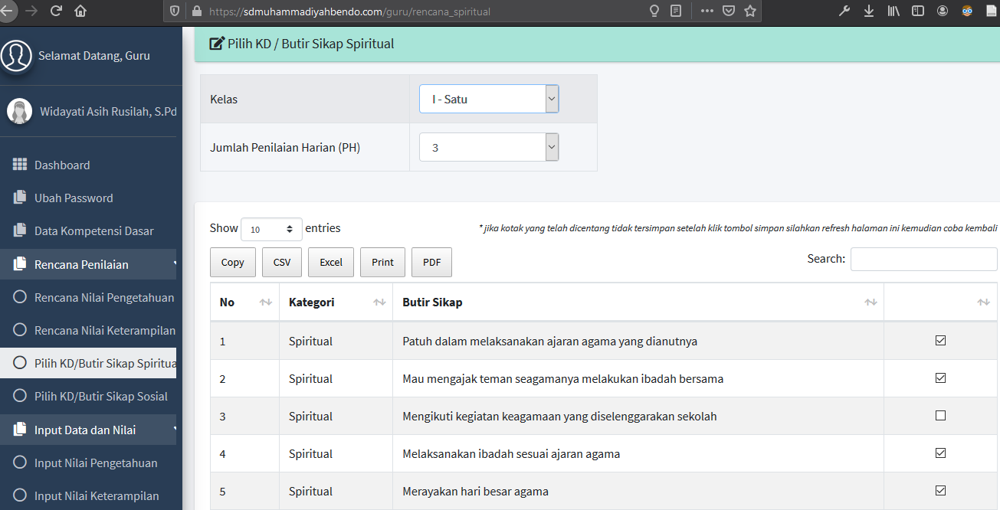 https://sdmuhammadiyahbendo.com/guru/rencana_spiritual
Selamat Datang, Guru
Widayati Asih Rusilah, S.Pd
Dashboard
Ubah Password
Data Kompetensi Dasar
Rencana Penilaian
Rencana Nilai Pengetahuan
Rencana Nilai Keterampilan
Pilih KD/Butir Sikap Spiritua
Pilih KD/Butir Sikap Sosial
Input Data dan Nilai
Input Nilai Pengetahuan
Input Nilai Keterampilan
Pilih KD / Butir Sikap Spiritual
Kelas I - Satu
Jumlah Penilaian Harian (PH) 3
Show 10 entries
* jika kotak yang telah dicentang tidak tersimpan setelah klik tombol simpan silahkan refresh halaman ini kemudian coba kembali
Copy CSV Excel Print PDF
Search:
No Kategori Butir Sikap
1 Spiritual Patuh dalam melaksanakan ajaran agama yang dianutnya
2 Spiritual Mau mengajak teman seagamanya melakukan ibadah bersama
3 Spiritual Mengikuti kegiatan keagamaan yang diselenggarakan sekolah
4 Spiritual Melaksanakan ibadah sesuai ajaran agama
5 Spiritual Merayakan hari besar agama